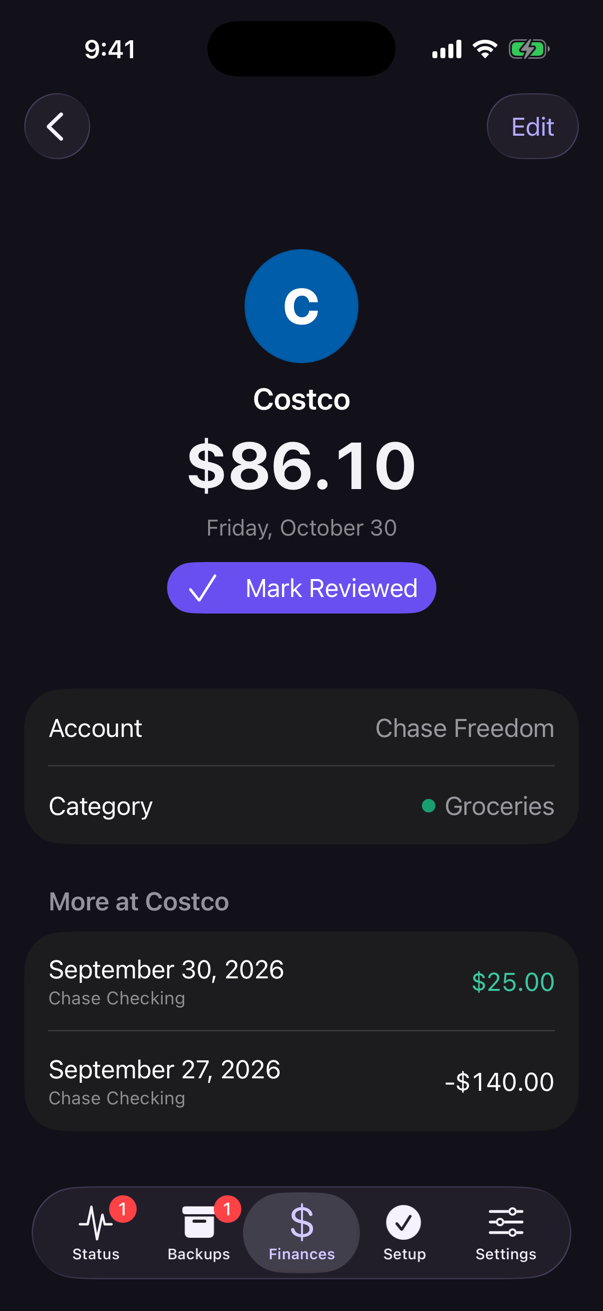 9:41
Edit
C
Costco
$86.10
Friday, October 30
Mark Reviewed
Account
Chase Freedom
Category
Groceries
More at Costco
September 30, 2026
Chase Checking
$25.00
September 27, 2026
Chase Checking
-$140.00
1
1
Status
Backups
Finances
Setup
Settings